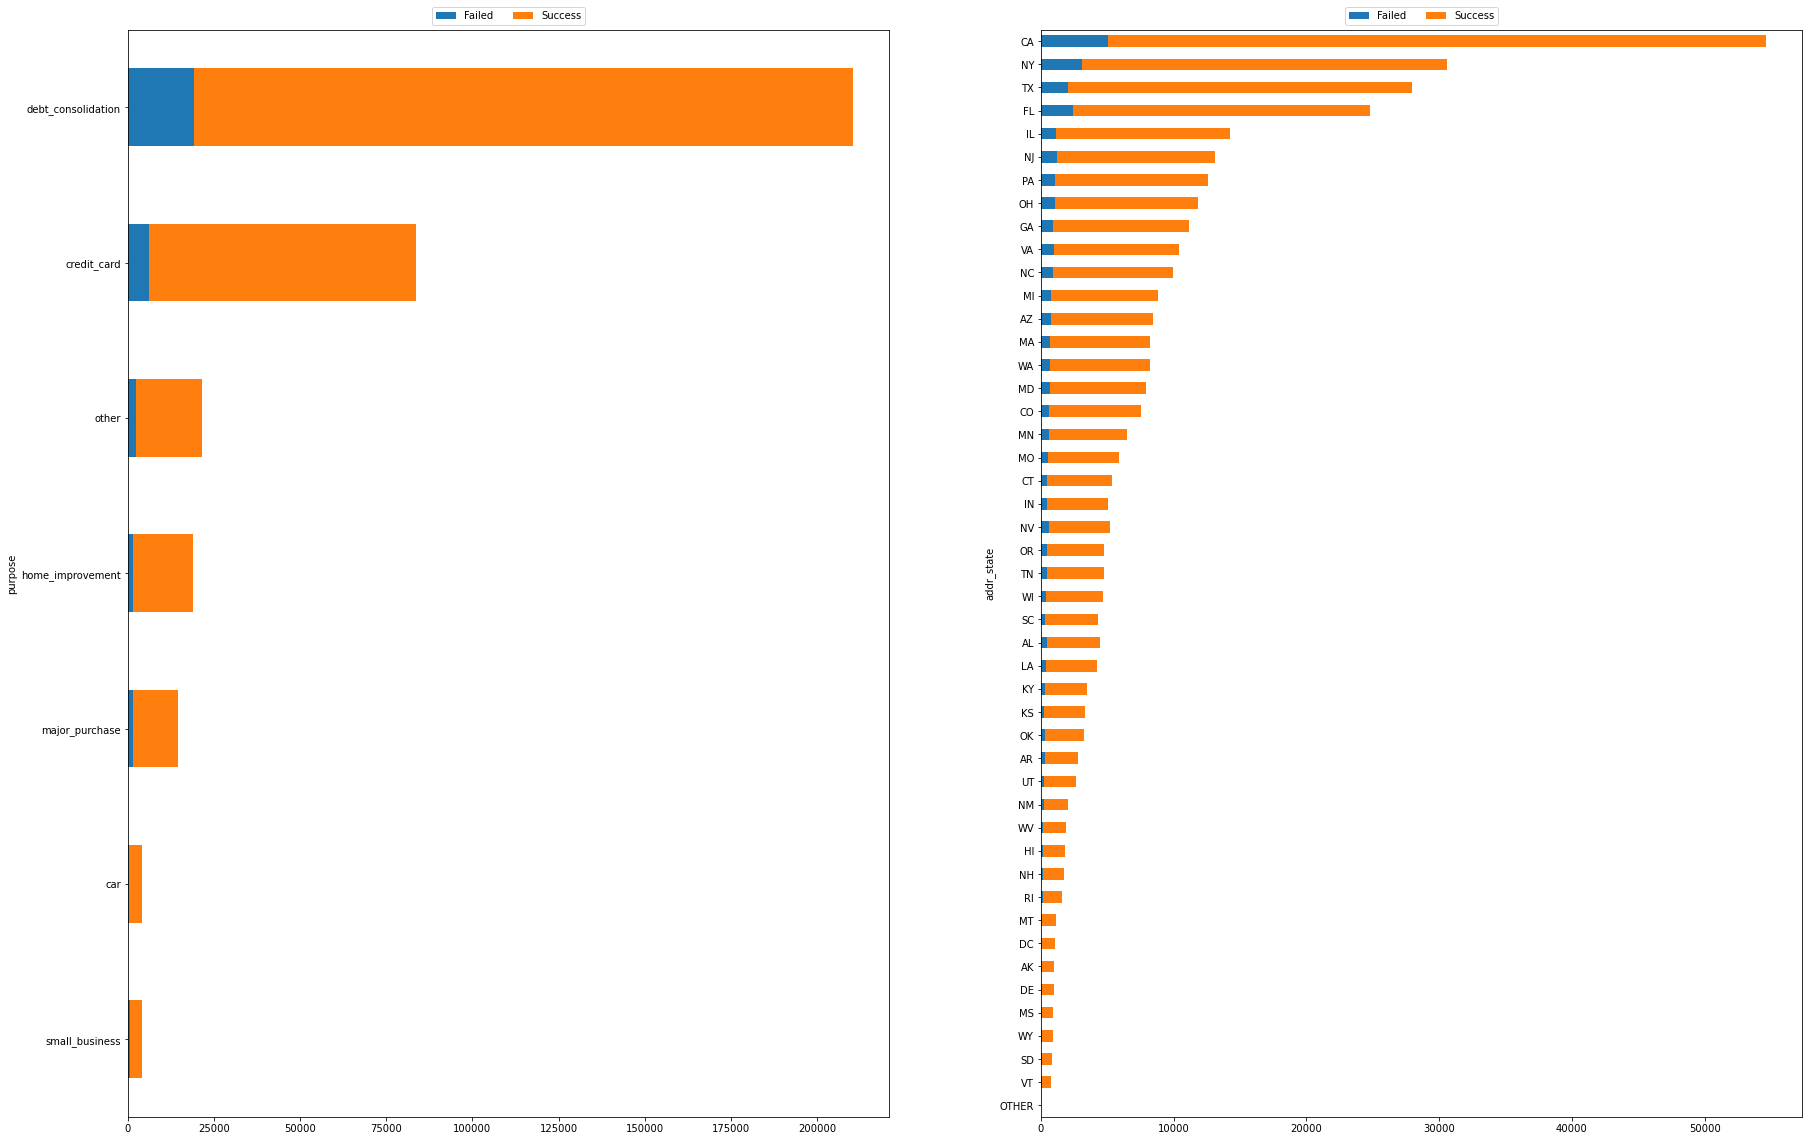 Failed Success
debt_consolidation
credit_card
other
home_improvement
major_purchase
car
small_business
purpose
0 25000 50000 75000 100000 125000 150000 175000 200000
Failed Success
CA
NY
TX
FL
IL
NJ
PA
OH
GA
VA
NC
MI
AZ
MA
WA
MD
CO
MN
MO
CT
IN
NV
OR
TN
WI
SC
AL
LA
KY
KS
OK
AR
UT
NM
WV
HI
NH
RI
MT
DC
AK
DE
MS
WY
SD
VT
OTHER
addr_state
0 10000 20000 30000 40000 50000